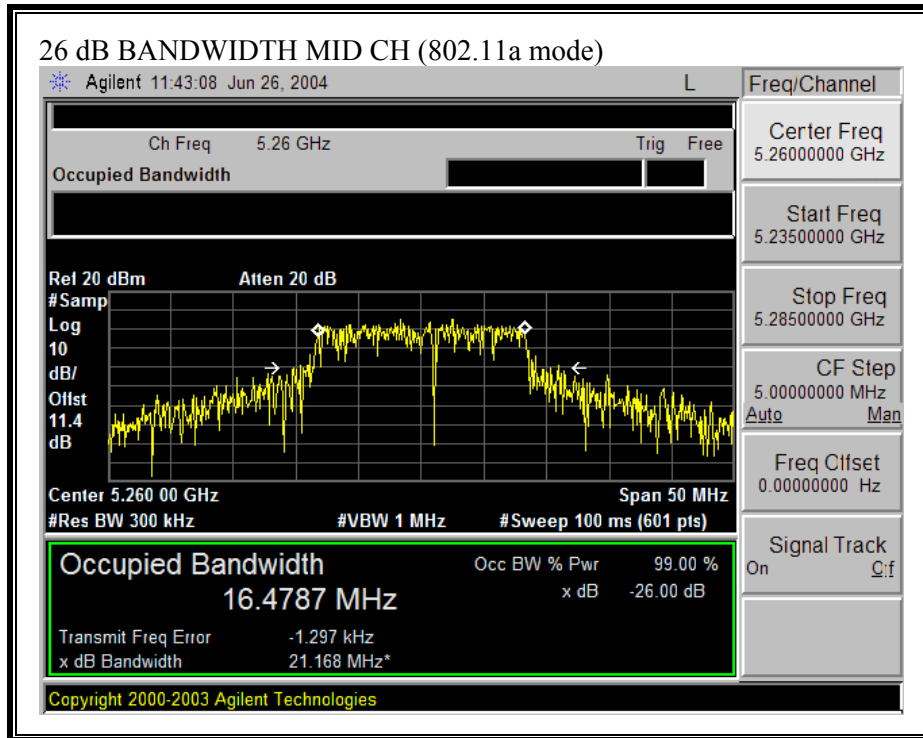 26 dB BANDWIDTH MID CH (802.11a mode)
Agilent 11:43:08 Jun 26, 2004 L
Freq/Channel
Ch Freq 5.26 GHz Trig Free
Occupied Bandwidth
Center Freq
5.26000000 GHz
Start Freq
5.23500000 GHz
Stop Freq
5.28500000 GHz
CF Step
5.00000000 MHz
Auto Man
Freq Offset
0.00000000 Hz
Signal Track
On Off
Ref 20 dBm Atten 20 dB
#Samp
Log
10
dB/
Offst
11.4
dB
Center 5.260 00 GHz Span 50 MHz
#Res BW 300 kHz #VBW 1 MHz #Sweep 100 ms (601 pts)
Occupied Bandwidth
16.4787 MHz
Occ BW % Pwr 99.00 %
x dB -26.00 dB
Transmit Freq Error -1.297 kHz
x dB Bandwidth 21.168 MHz*
Copyright 2000-2003 Agilent Technologies